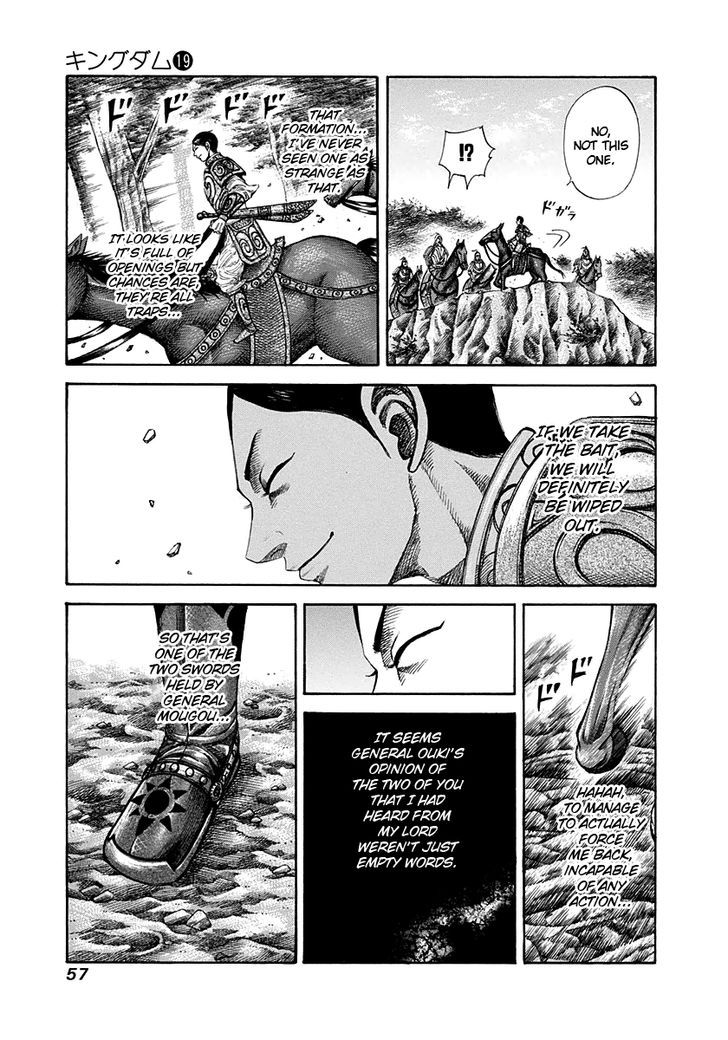 キングダム19
NO,
NOT THIS
ONE.
!?
ドガラ
ドドドド
THAT
FORMATION...
I'VE NEVER
SEEN ONE AS
STRANGE AS
THAT.
IT LOOKS LIKE
IT'S FULL OF
OPENINGS BUT
CHANCES ARE,
THEY'RE ALL
TRAPS...
IF WE TAKE
THE BAIT,
WE WILL
DEFINITELY
BE WIPED
OUT.
ドド
HAHAH,
TO MANAGE
TO ACTUALLY
FORCE
ME BACK,
INCAPABLE
OF ANY
ACTION...
IT SEEMS
GENERAL OUKI'S
OPINION OF
THE TWO OF YOU
THAT I HAD
HEARD FROM
MY LORD
WEREN'T JUST
EMPTY WORDS.
SO THAT'S
ONE OF THE
TWO SWORDS
HELD BY
GENERAL
MOUGOU...
57